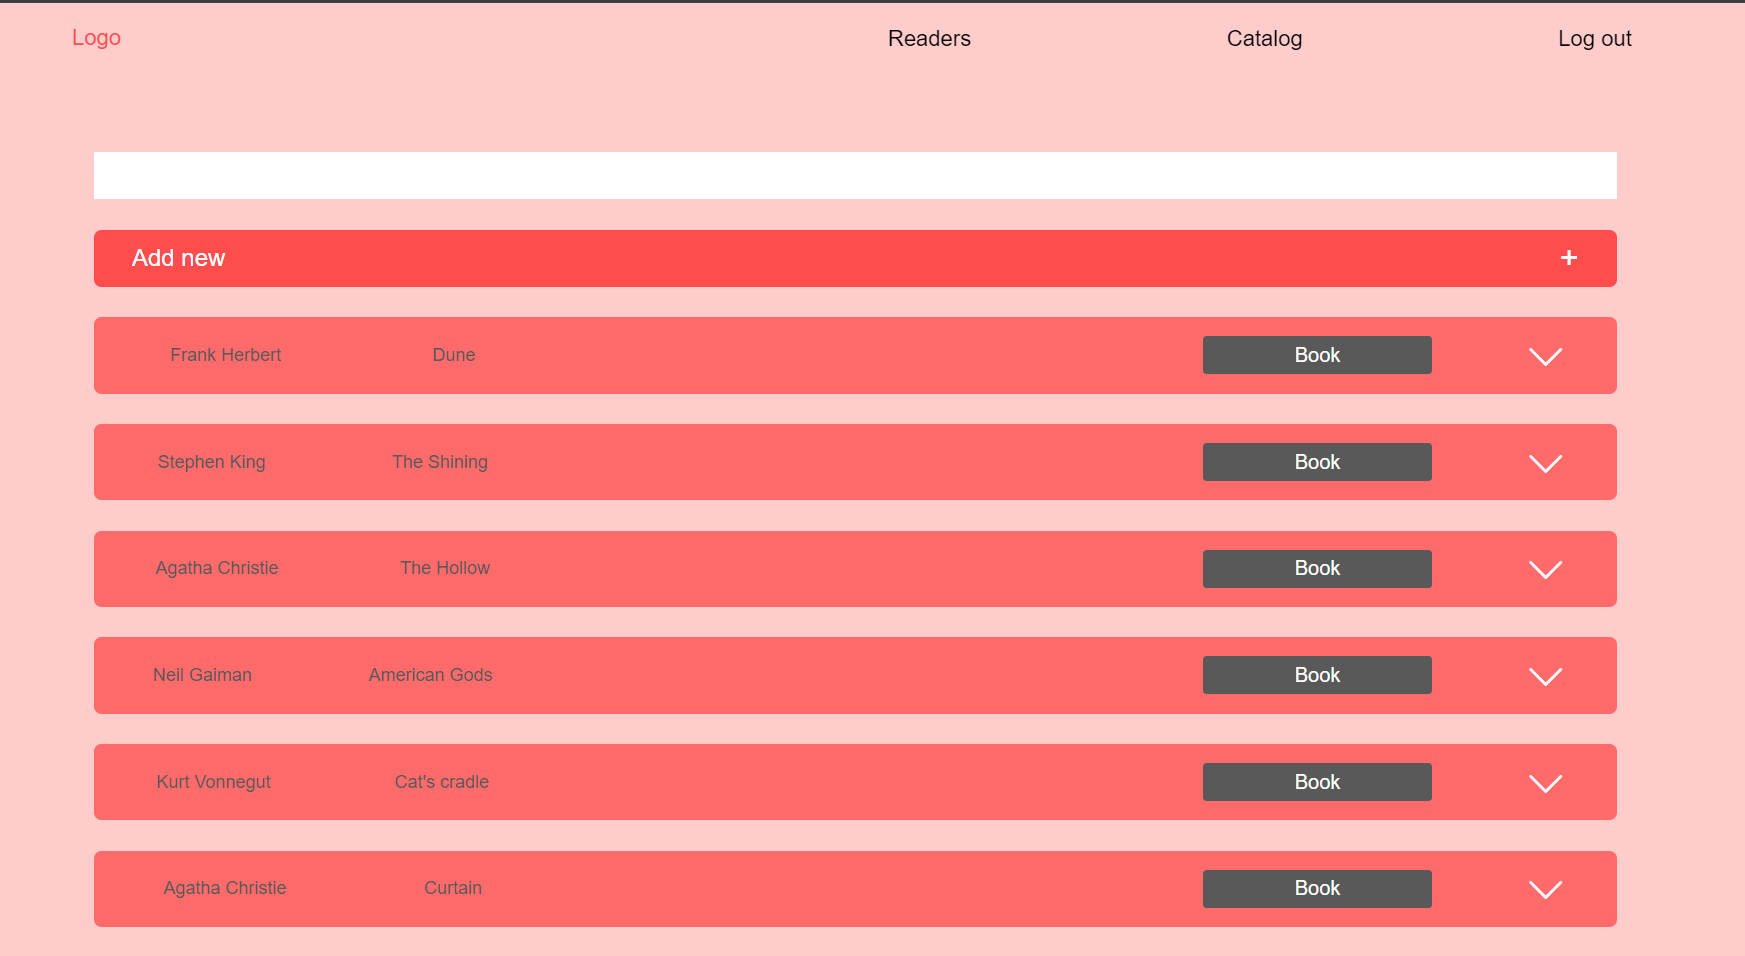 Logo Readers Catalog Log out
Add new +
Frank Herbert Dune Book
Stephen King The Shining Book
Agatha Christie The Hollow Book
Neil Gaiman American Gods Book
Kurt Vonnegut Cat's cradle Book
Agatha Christie Curtain Book